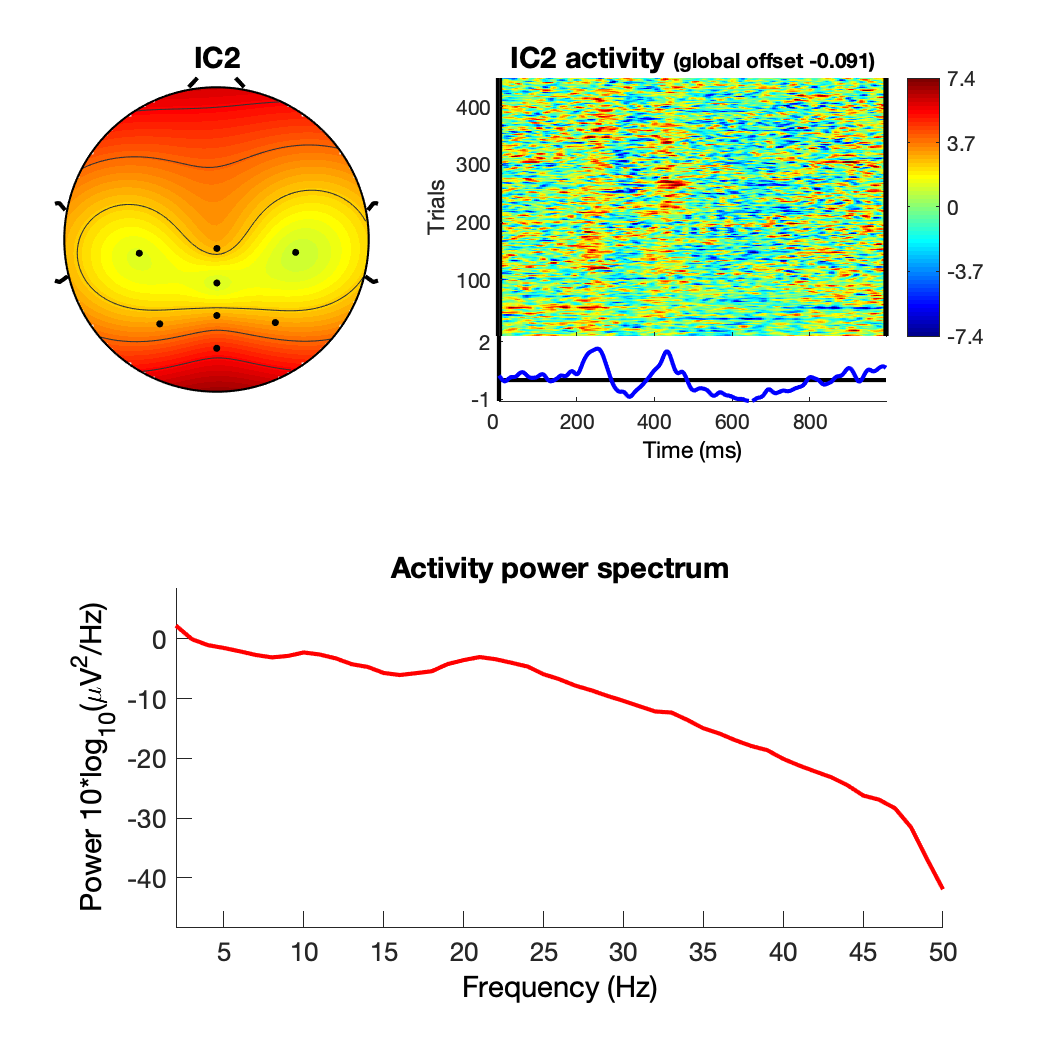 IC2
IC2 activity (global offset -0.091)
Trials
400
300
200
100
7.4
3.7
0
-3.7
-7.4
2
-1
0 200 400 600 800
Time (ms)
Activity power spectrum
Power 10*log10(μV2/Hz)
0
-10
-20
-30
-40
5 10 15 20 25 30 35 40 45 50
Frequency (Hz)